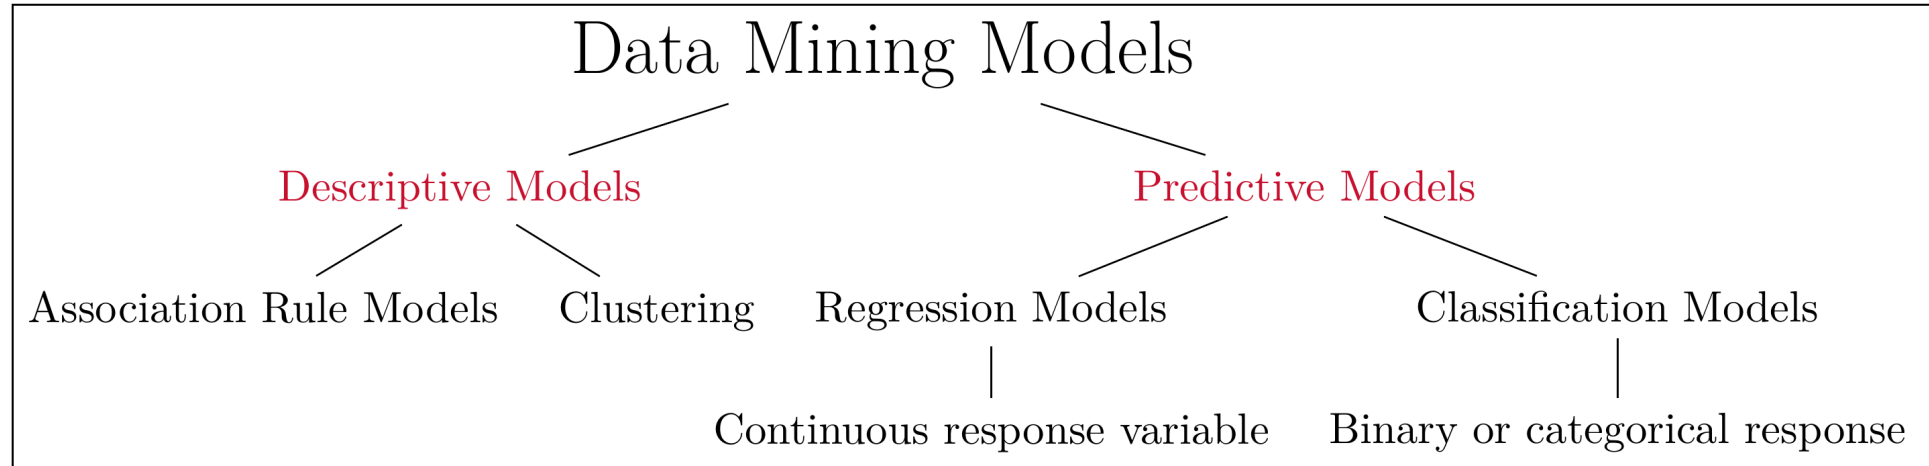 Data Mining Models
Descriptive Models
Predictive Models
Association Rule Models
Clustering
Regression Models
Classification Models
Continuous response variable
Binary or categorical response